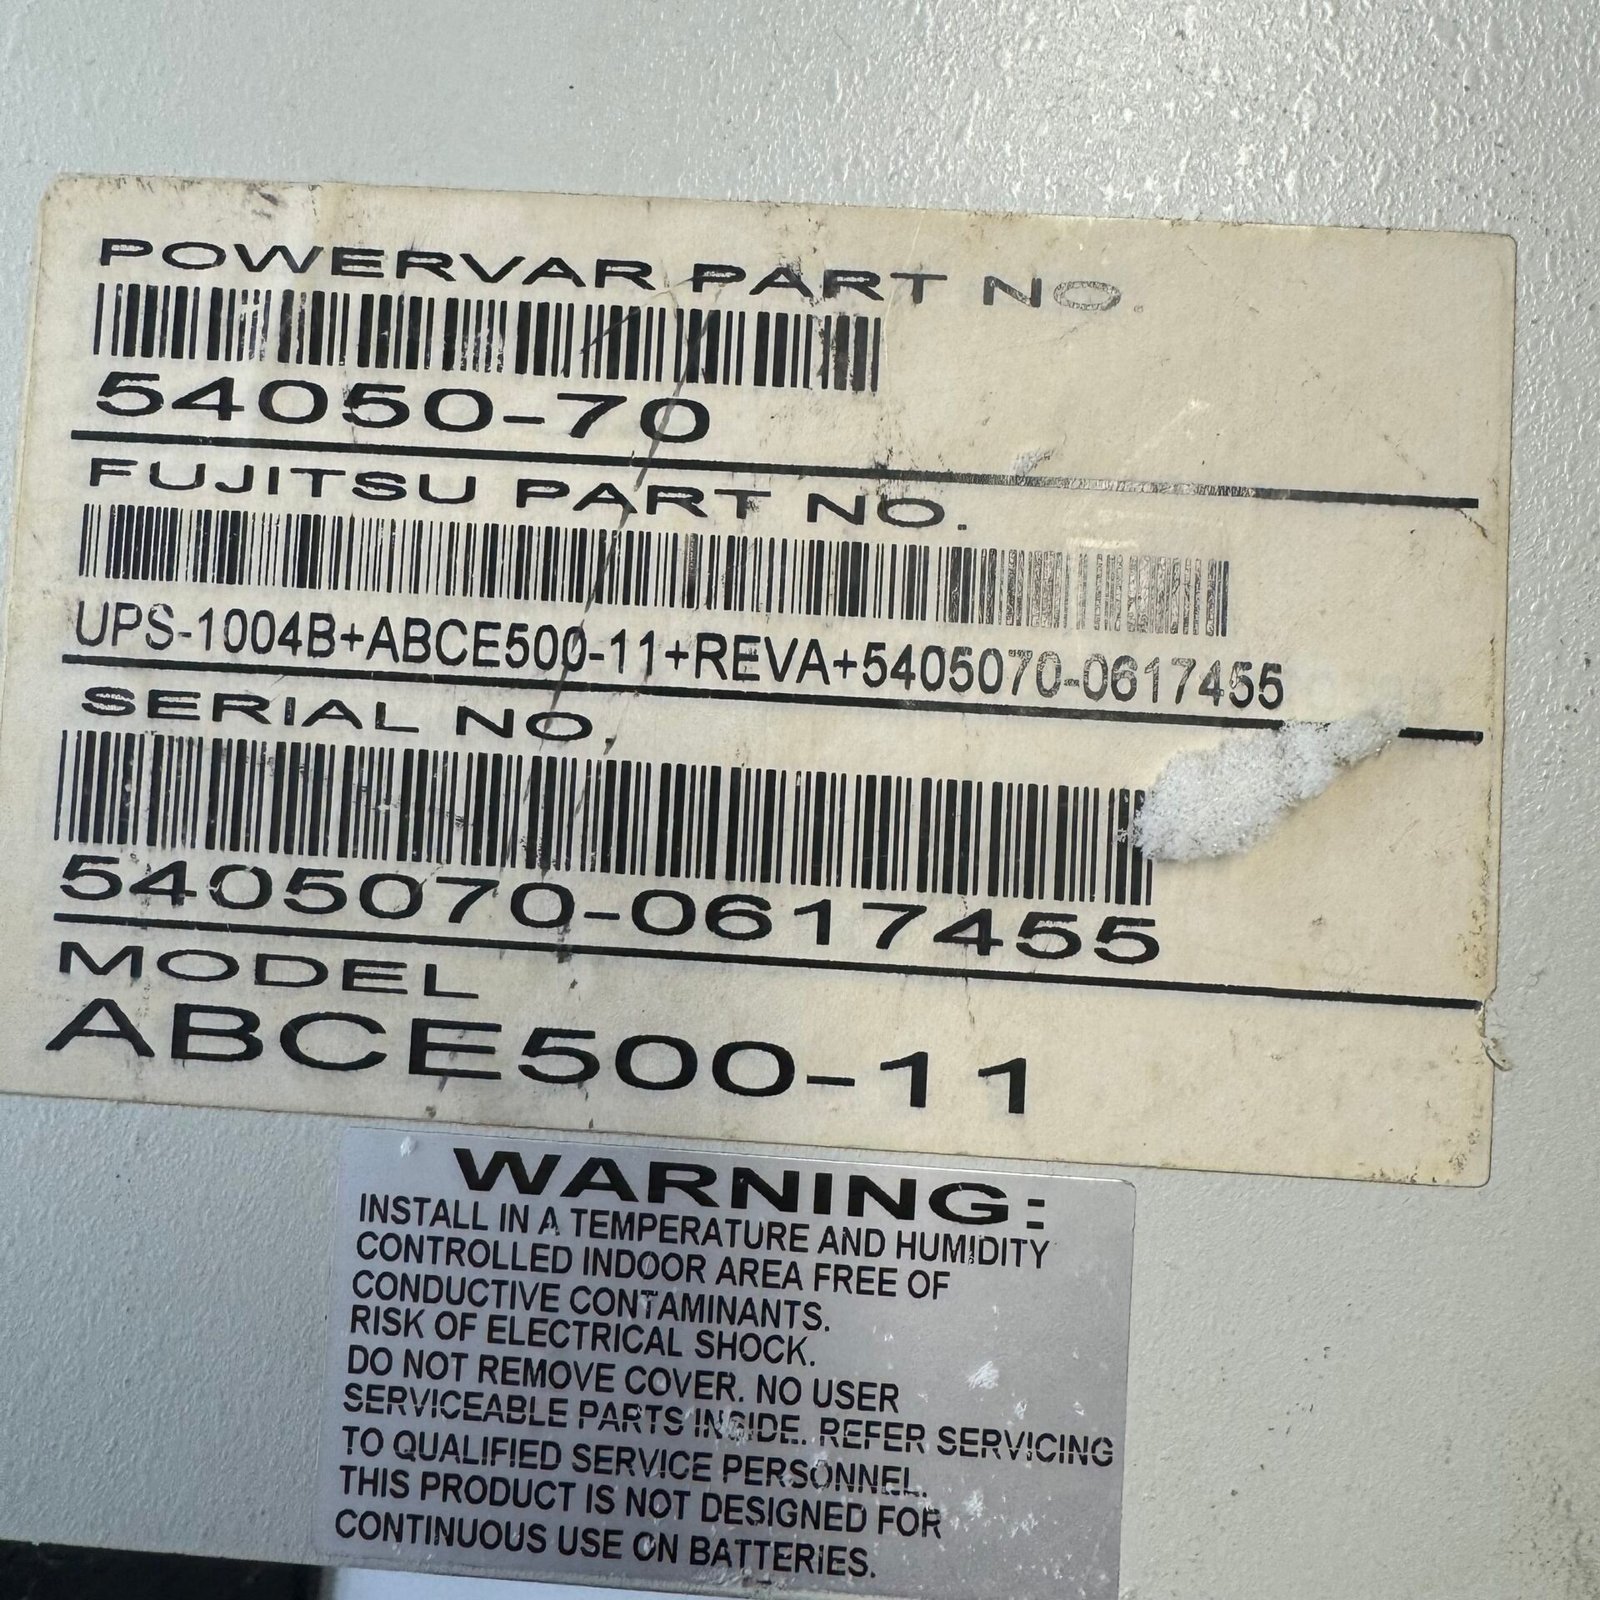 POWERVAR PART NO.
54050-70
FUJITSU PART NO.
UPS-1004B+ABCE500-11+REVA+5405070-0617455
SERIAL NO.
5405070-0617455
MODEL
ABCE500-11
WARNING:
INSTALL IN A TEMPERATURE AND HUMIDITY
CONTROLLED INDOOR AREA FREE OF
CONDUCTIVE CONTAMINANTS.
RISK OF ELECTRICAL SHOCK.
DO NOT REMOVE COVER. NO USER
SERVICEABLE PARTS INSIDE. REFER SERVICING
TO QUALIFIED SERVICE PERSONNEL.
THIS PRODUCT IS NOT DESIGNED FOR
CONTINUOUS USE ON BATTERIES.